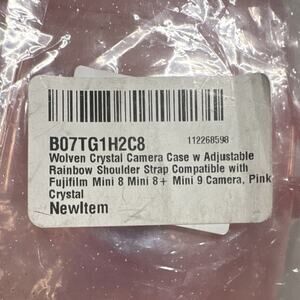 B07TG1H2C8
112268598
Wolven Crystal Camera Case w Adjustable
Rainbow Shoulder Strap Compatible with
Fujifilm Mini 8 Mini 8+ Mini 9 Camera, Pink
Crystal
NewItem